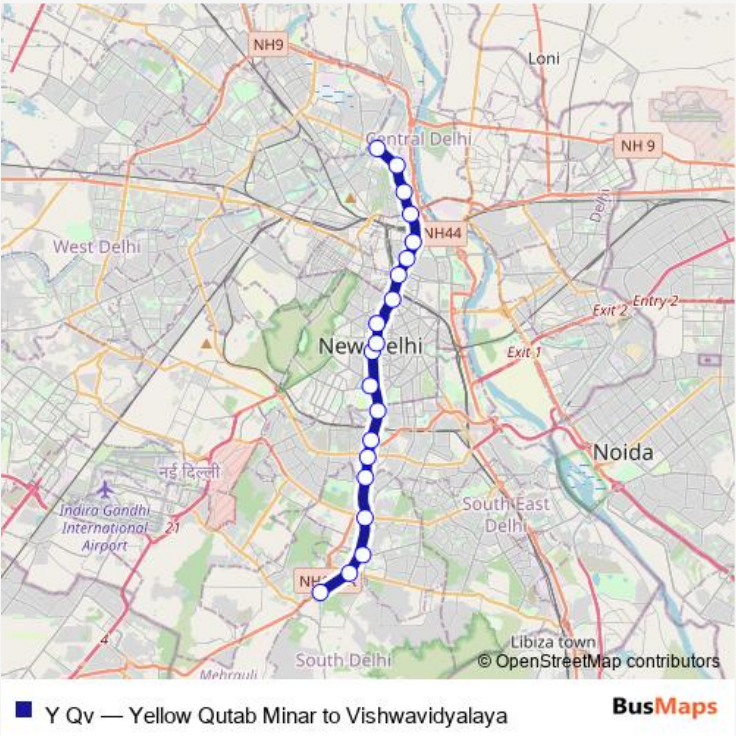 NH9
Loni
Central Delhi
NH 9
Delhi
NH44
West Delhi
Entry 2
Exit 2
New Delhi
Exit 1
Noida
नई दिल्ली
Indira Gandhi
International
Airport
21
South East
Delhi
4
Libiza town
South Delhi
Mehrauli
© OpenStreetMap contributors
Y Qv — Yellow Qutab Minar to Vishwavidyalaya
BusMaps